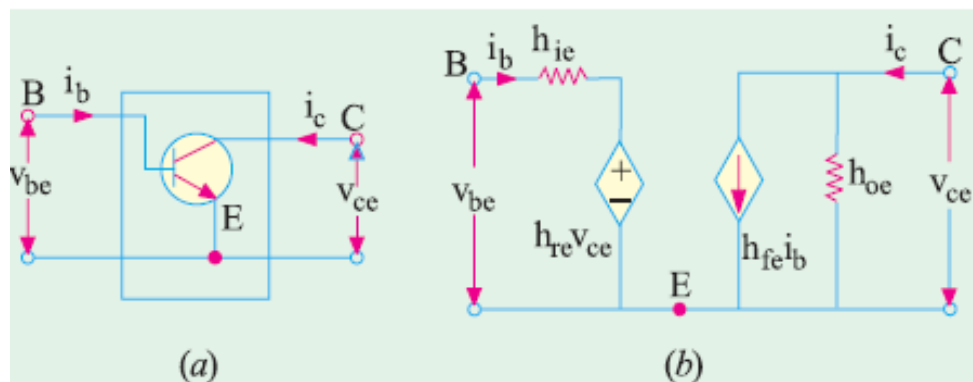 B
i_b
i_c
C
v_be
v_ce
E
(a)
B
i_b
h_ie
i_c
C
v_be
+
−
h_re v_ce
h_fe i_b
h_oe
v_ce
E
(b)